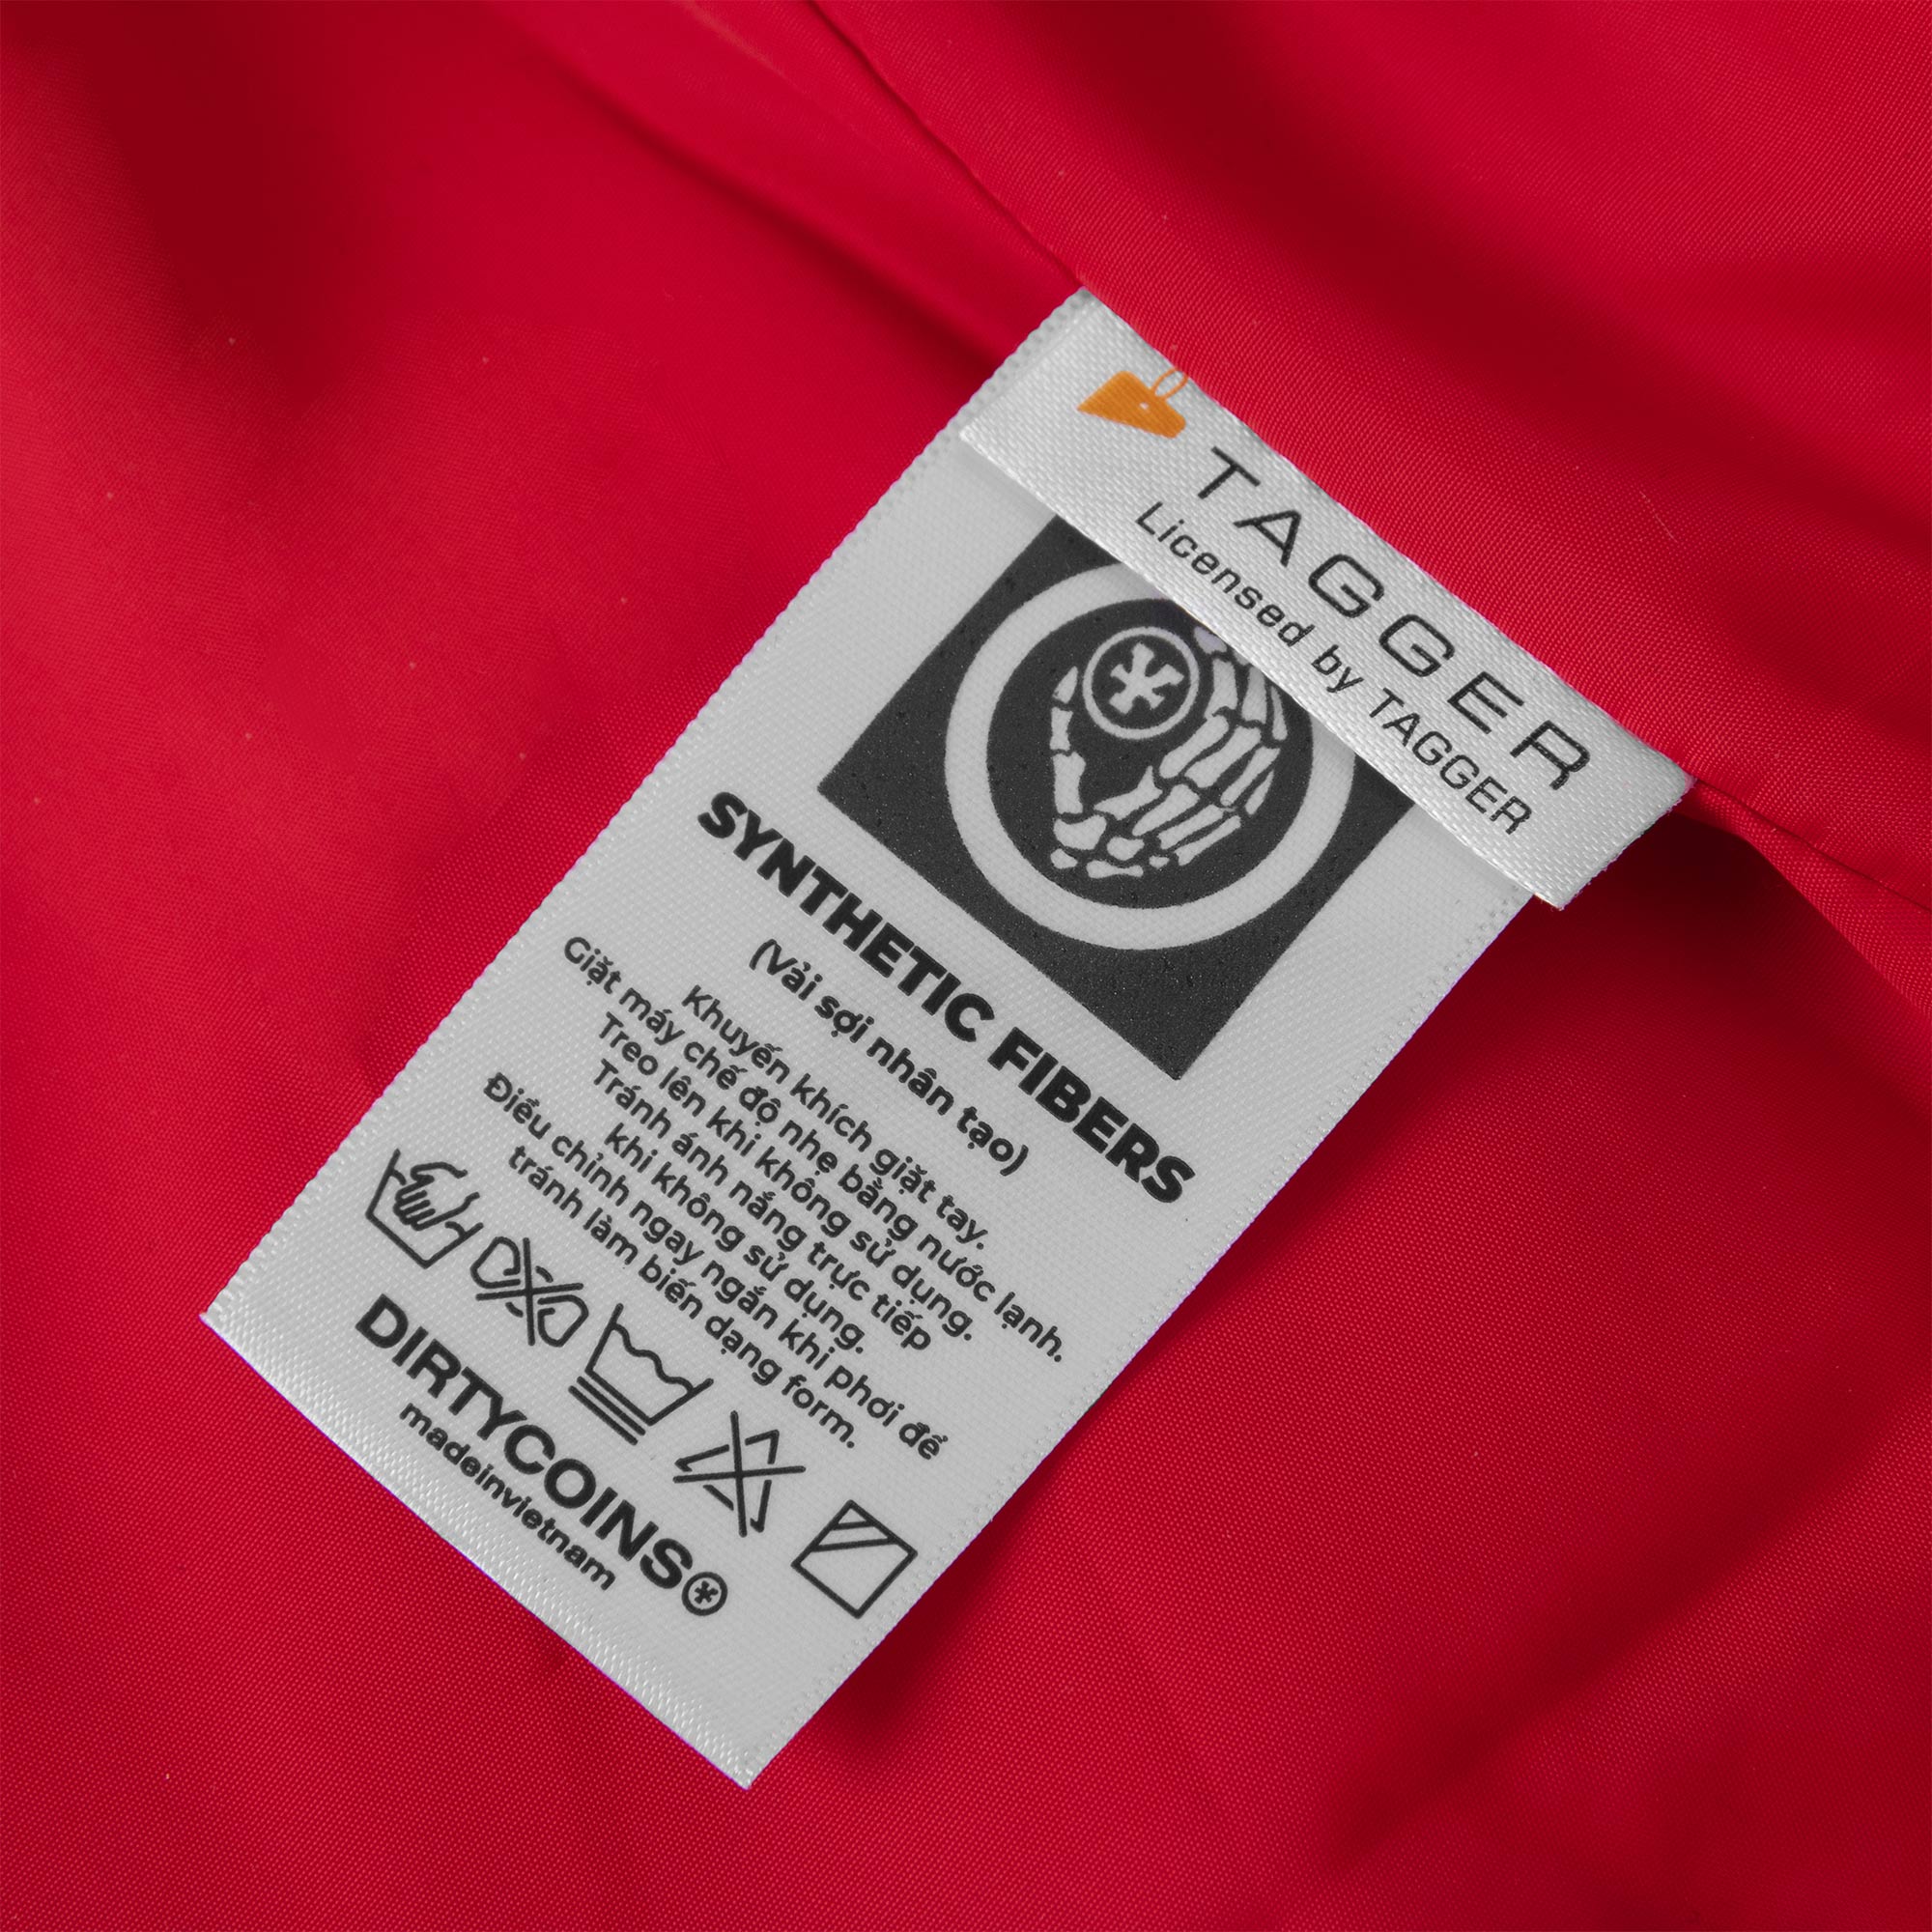 TAGGER
Licensed by TAGGER
SYNTHETIC FIBERS
(Vải sợi nhân tạo)
Khuyến khích giặt tay.
Giặt máy chế độ nhẹ bằng nước lạnh.
Treo lên khi không sử dụng.
Tránh ánh nắng trực tiếp
khi không sử dụng.
Điều chỉnh ngay ngắn khi phơi để
tránh làm biến dạng form.
DIRTYCOINS
madeinvietnam